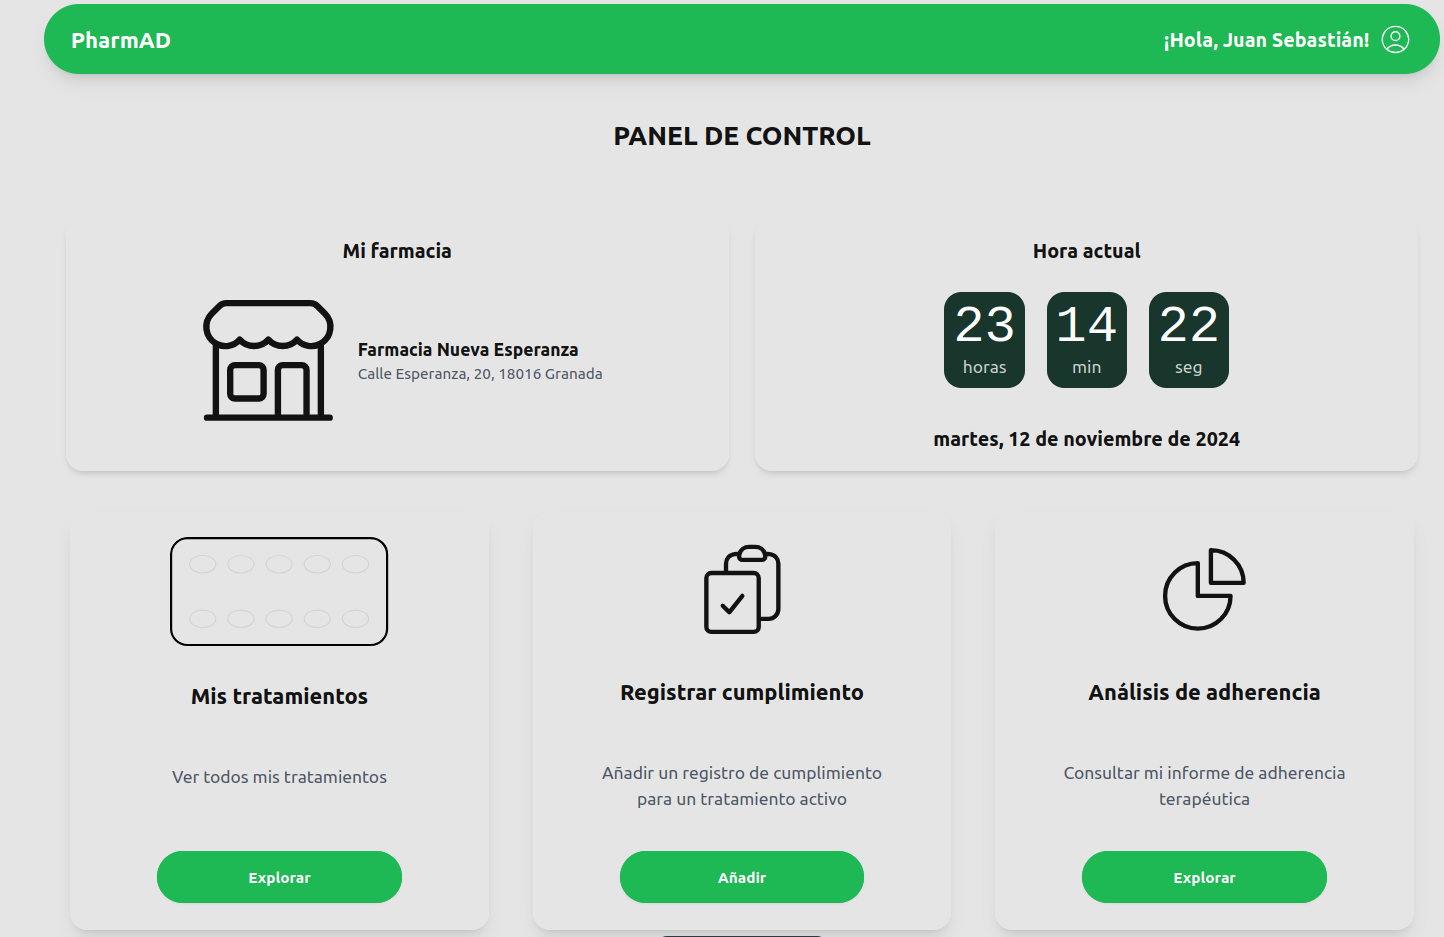 PharmAD
¡Hola, Juan Sebastián!
PANEL DE CONTROL
Mi farmacia
Farmacia Nueva Esperanza
Calle Esperanza, 20, 18016 Granada
Hora actual
23 14 22
horas min seg
martes, 12 de noviembre de 2024
Mis tratamientos
Ver todos mis tratamientos
Explorar
Registrar cumplimiento
Añadir un registro de cumplimiento
para un tratamiento activo
Añadir
Análisis de adherencia
Consultar mi informe de adherencia
terapéutica
Explorar